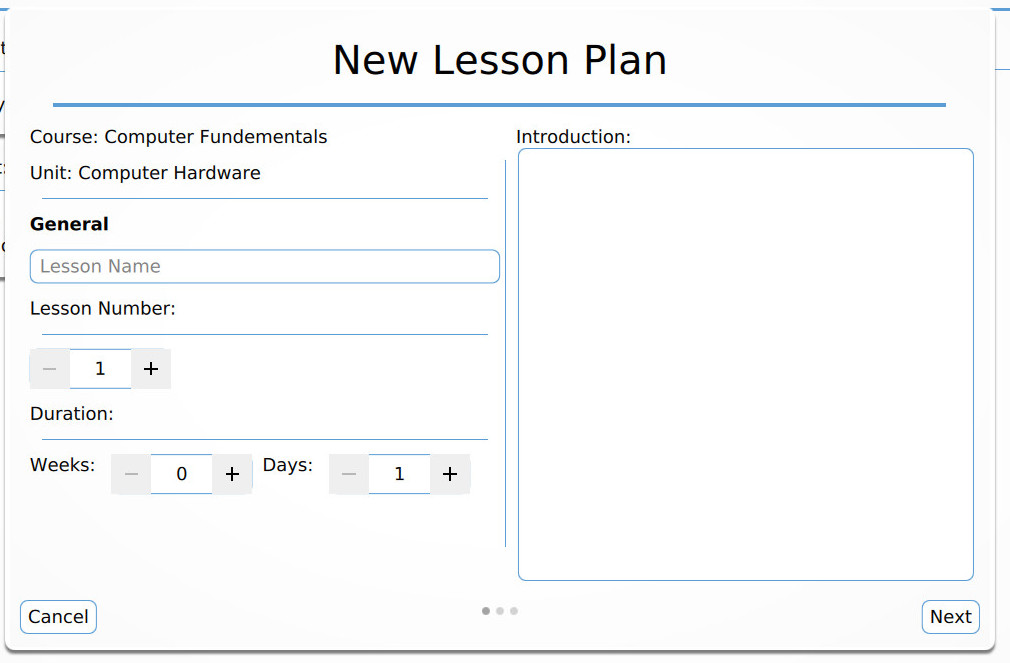 New Lesson Plan
Course: Computer Fundementals
Unit: Computer Hardware
General
Lesson Name
Lesson Number:
− 1 +
Duration:
Weeks: − 0 + Days: − 1 +
Introduction:
Cancel
Next